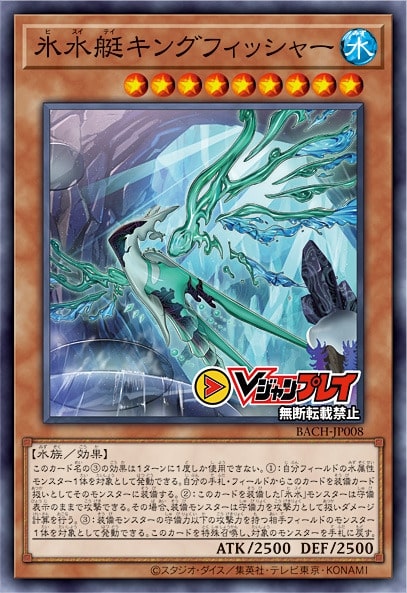 ヒ スイ テイ
氷水艇キングフィッシャー
みず
水
Vジャンプレイ
無断転載禁止
BACH-JP008
【水族／効果】
このカード名の③の効果は1ターンに1度しか使用できない。①：自分フィールドの水属性
モンスター1体を対象として発動できる。自分の手札・フィールドからこのカードを装備カード
扱いとしてそのモンスターに装備する。②：このカードを装備した「氷水」モンスターは守備
表示のままで攻撃できる。その場合、装備モンスターは守備力を攻撃力として扱いダメージ
計算を行う。③：装備モンスターの守備力以下の攻撃力を持つ相手フィールドのモンスター
1体を対象として発動できる。このカードを特殊召喚し、対象のモンスターを手札に戻す。
ATK/2500 DEF/2500
©スタジオ・ダイス／集英社・テレビ東京・KONAMI